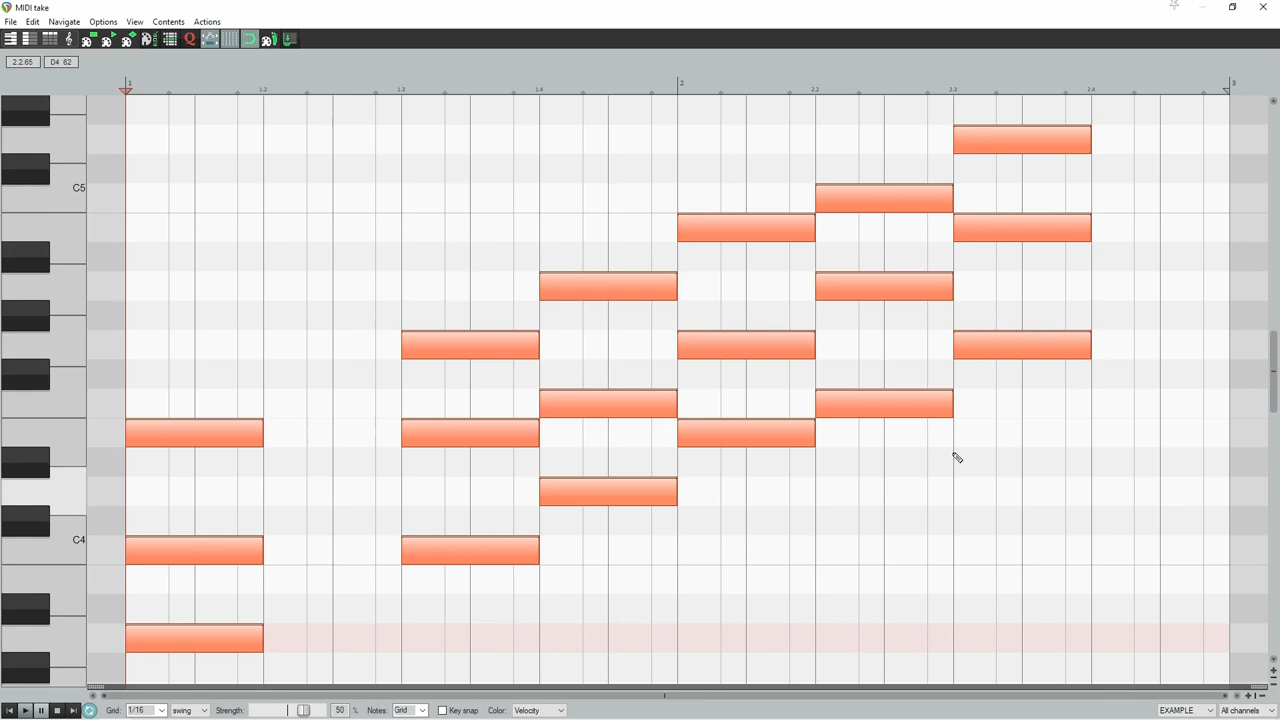 MIDI take
File Edit Navigate Options View Contents Actions
Q
2.2.65 D4 62
1 2 3
1.2 1.3 1.4 2.2 2.3 2.4
C5
C4
Grid: 1/16 swing Strength: 50 % Notes: Grid Key snap Color: Velocity EXAMPLE All channels